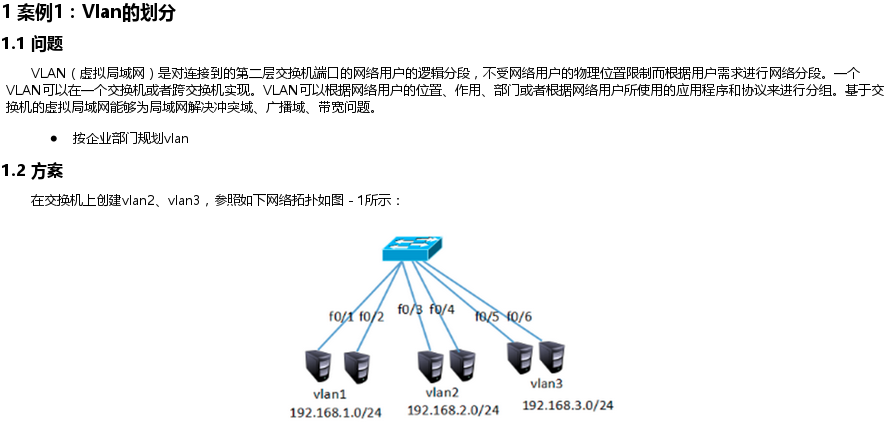 1 案例1：Vlan的划分
1.1 问题
VLAN（虚拟局域网）是对连接到的第二层交换机端口的网络用户的逻辑分段，不受网络用户的物理位置限制而根据用户需求进行网络分段。一个
VLAN可以在一个交换机或者跨交换机实现。VLAN可以根据网络用户的位置、作用、部门或者根据网络用户所使用的应用程序和协议来进行分组。基于交
换机的虚拟局域网能够为局域网解决冲突域、广播域、带宽问题。
● 按企业部门规划vlan
1.2 方案
在交换机上创建vlan2、vlan3，参照如下网络拓扑如图－1所示：
f0/1 f0/2 f0/3 f0/4 f0/5 f0/6
vlan1 vlan2 vlan3
192.168.1.0/24 192.168.2.0/24 192.168.3.0/24